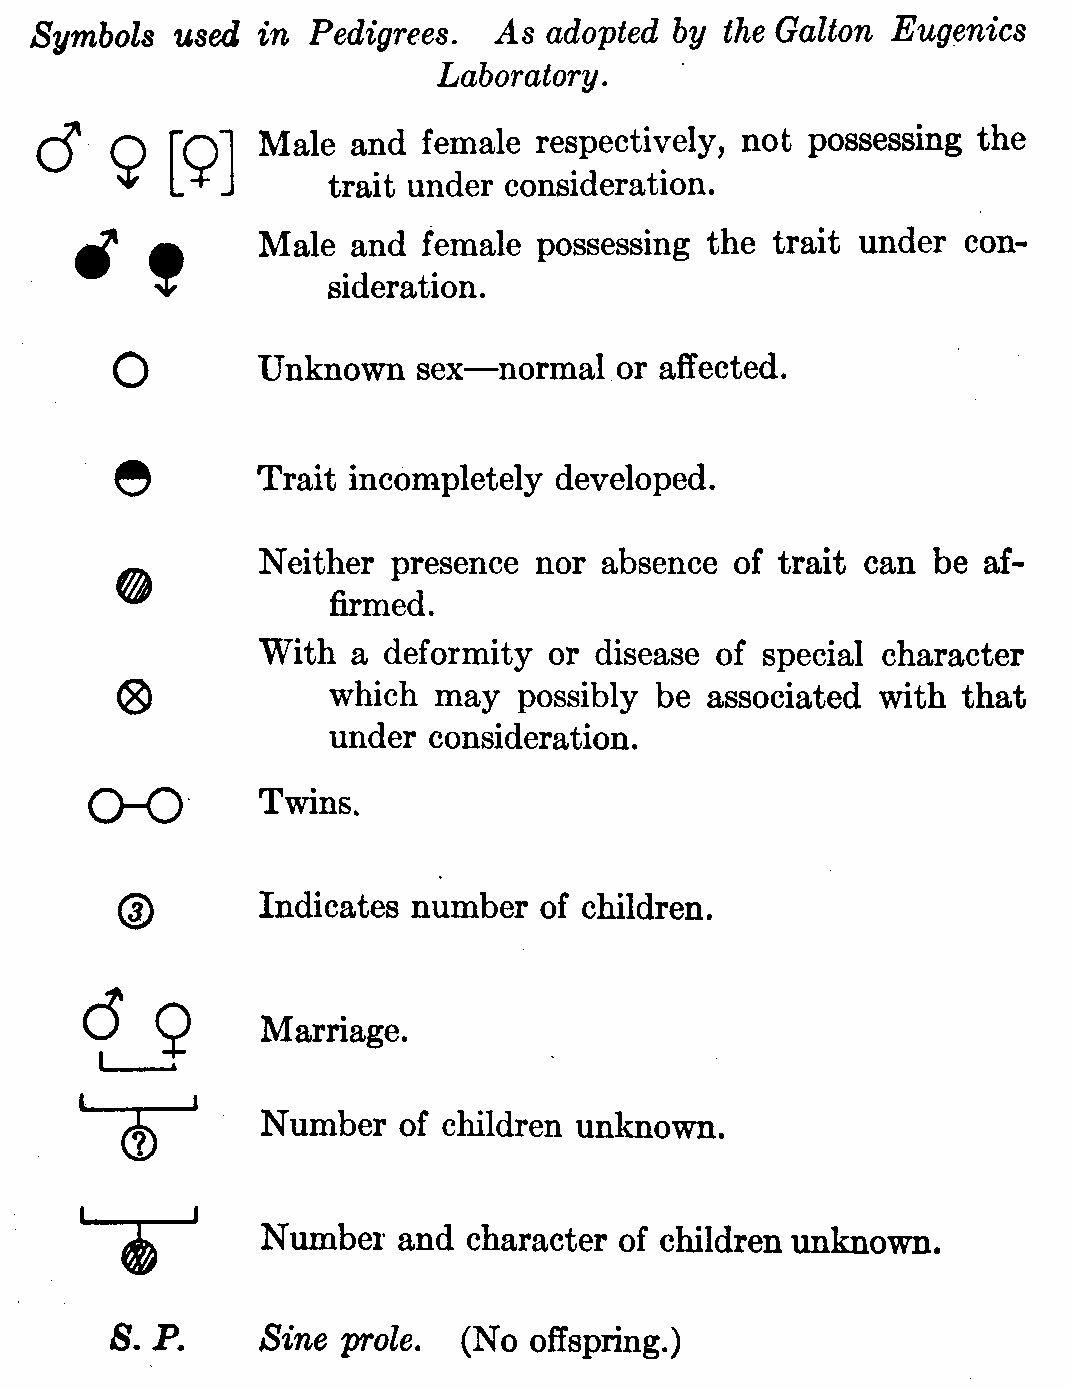 Symbols used in Pedigrees. As adopted by the Galton Eugenics
Laboratory.
♂ ♀ [♀] Male and female respectively, not possessing the
trait under consideration.
Male and female possessing the trait under con-
sideration.
Unknown sex—normal or affected.
Trait incompletely developed.
Neither presence nor absence of trait can be af-
firmed.
With a deformity or disease of special character
which may possibly be associated with that
under consideration.
Twins.
3 Indicates number of children.
♂ ♀ Marriage.
? Number of children unknown.
Number and character of children unknown.
S. P. Sine prole. (No offspring.)